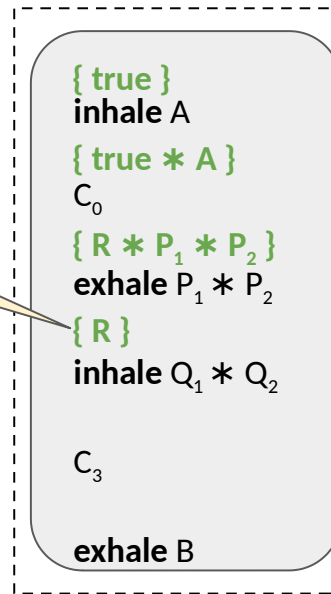 { true }
inhale A
{ true ∗ A }
C₀
{ R ∗ P₁ ∗ P₂ }
exhale P₁ ∗ P₂
{ R }
inhale Q₁ ∗ Q₂
C₃
exhale B